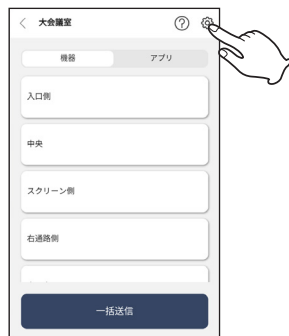 大会議室
機器 アプリ
入口側
中央
スクリーン側
右通路側
一括送信